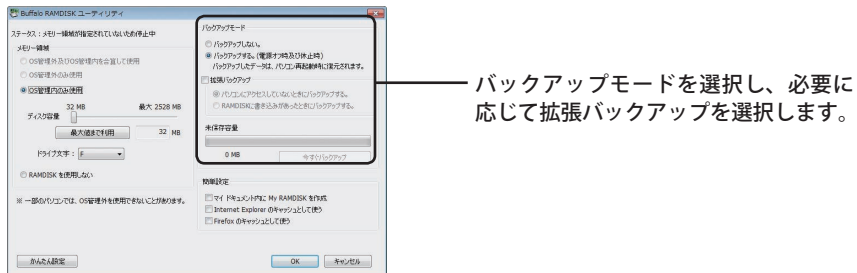 Buffalo RAMDISK ユーティリティ
ステータス：メモリー領域が指定されていないため停止中
メモリー領域
OS管理外及びOS管理内を合算して使用
OS管理外のみ使用
OS管理内のみ使用
32 MB 最大 2528 MB
ディスク容量
最大値まで利用 32 MB
ドライブ文字： F
RAMDISK を使用しない
※ 一部のパソコンでは、OS管理外を使用できないことがあります。
かんたん設定
バックアップモード
バックアップしない。
バックアップする。(電源オフ時及び休止時)
バックアップしたデータは、パソコン再起動時に復元されます。
拡張バックアップ
パソコンにアクセスしていないときにバックアップする。
RAMDISKに書き込みがあったときにバックアップする。
未保存容量
0 MB 今すぐバックアップ
簡単設定
マイ ドキュメント内に My RAMDISK を作成
Internet Explorer のキャッシュとして使う
Firefox のキャッシュとして使う
OK キャンセル
バックアップモードを選択し、必要に
応じて拡張バックアップを選択します。